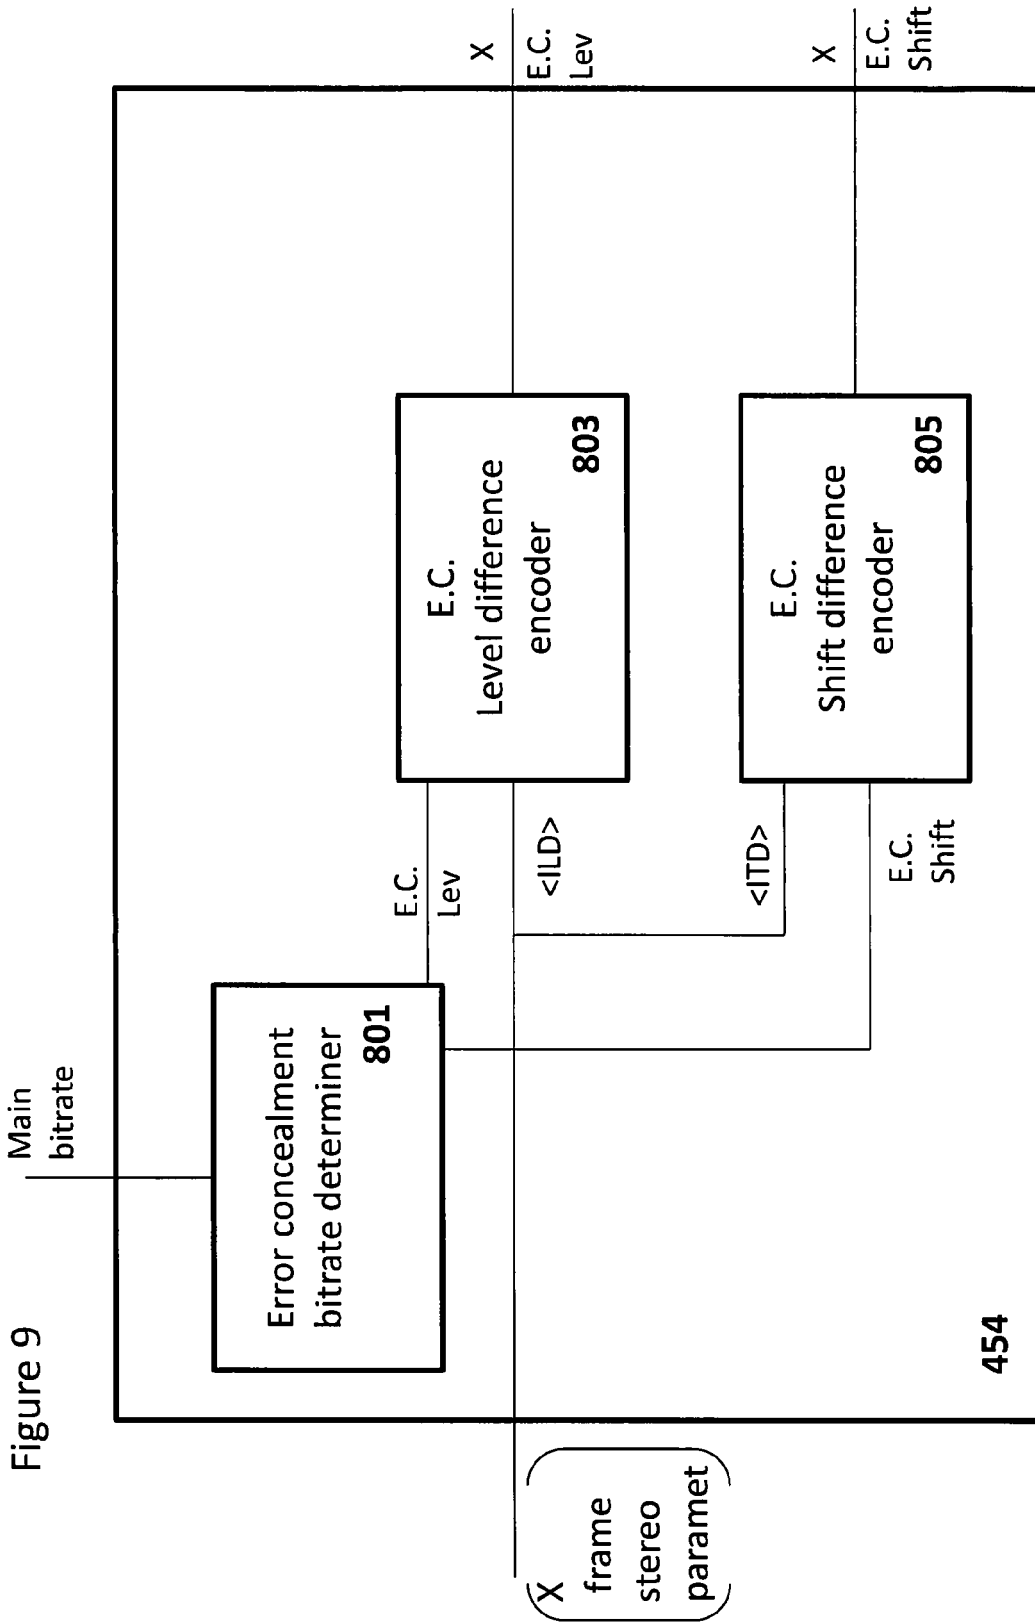 Figure 9
Main
bitrate
Error concealment
bitrate determiner
801
E.C.
Lev
E.C.
Level difference
encoder
803
X
E.C.
Lev
X
frame
stereo
paramet
<ILD>
<ITD>
E.C.
Shift
E.C.
Shift difference
encoder
805
X
E.C.
Shift
454